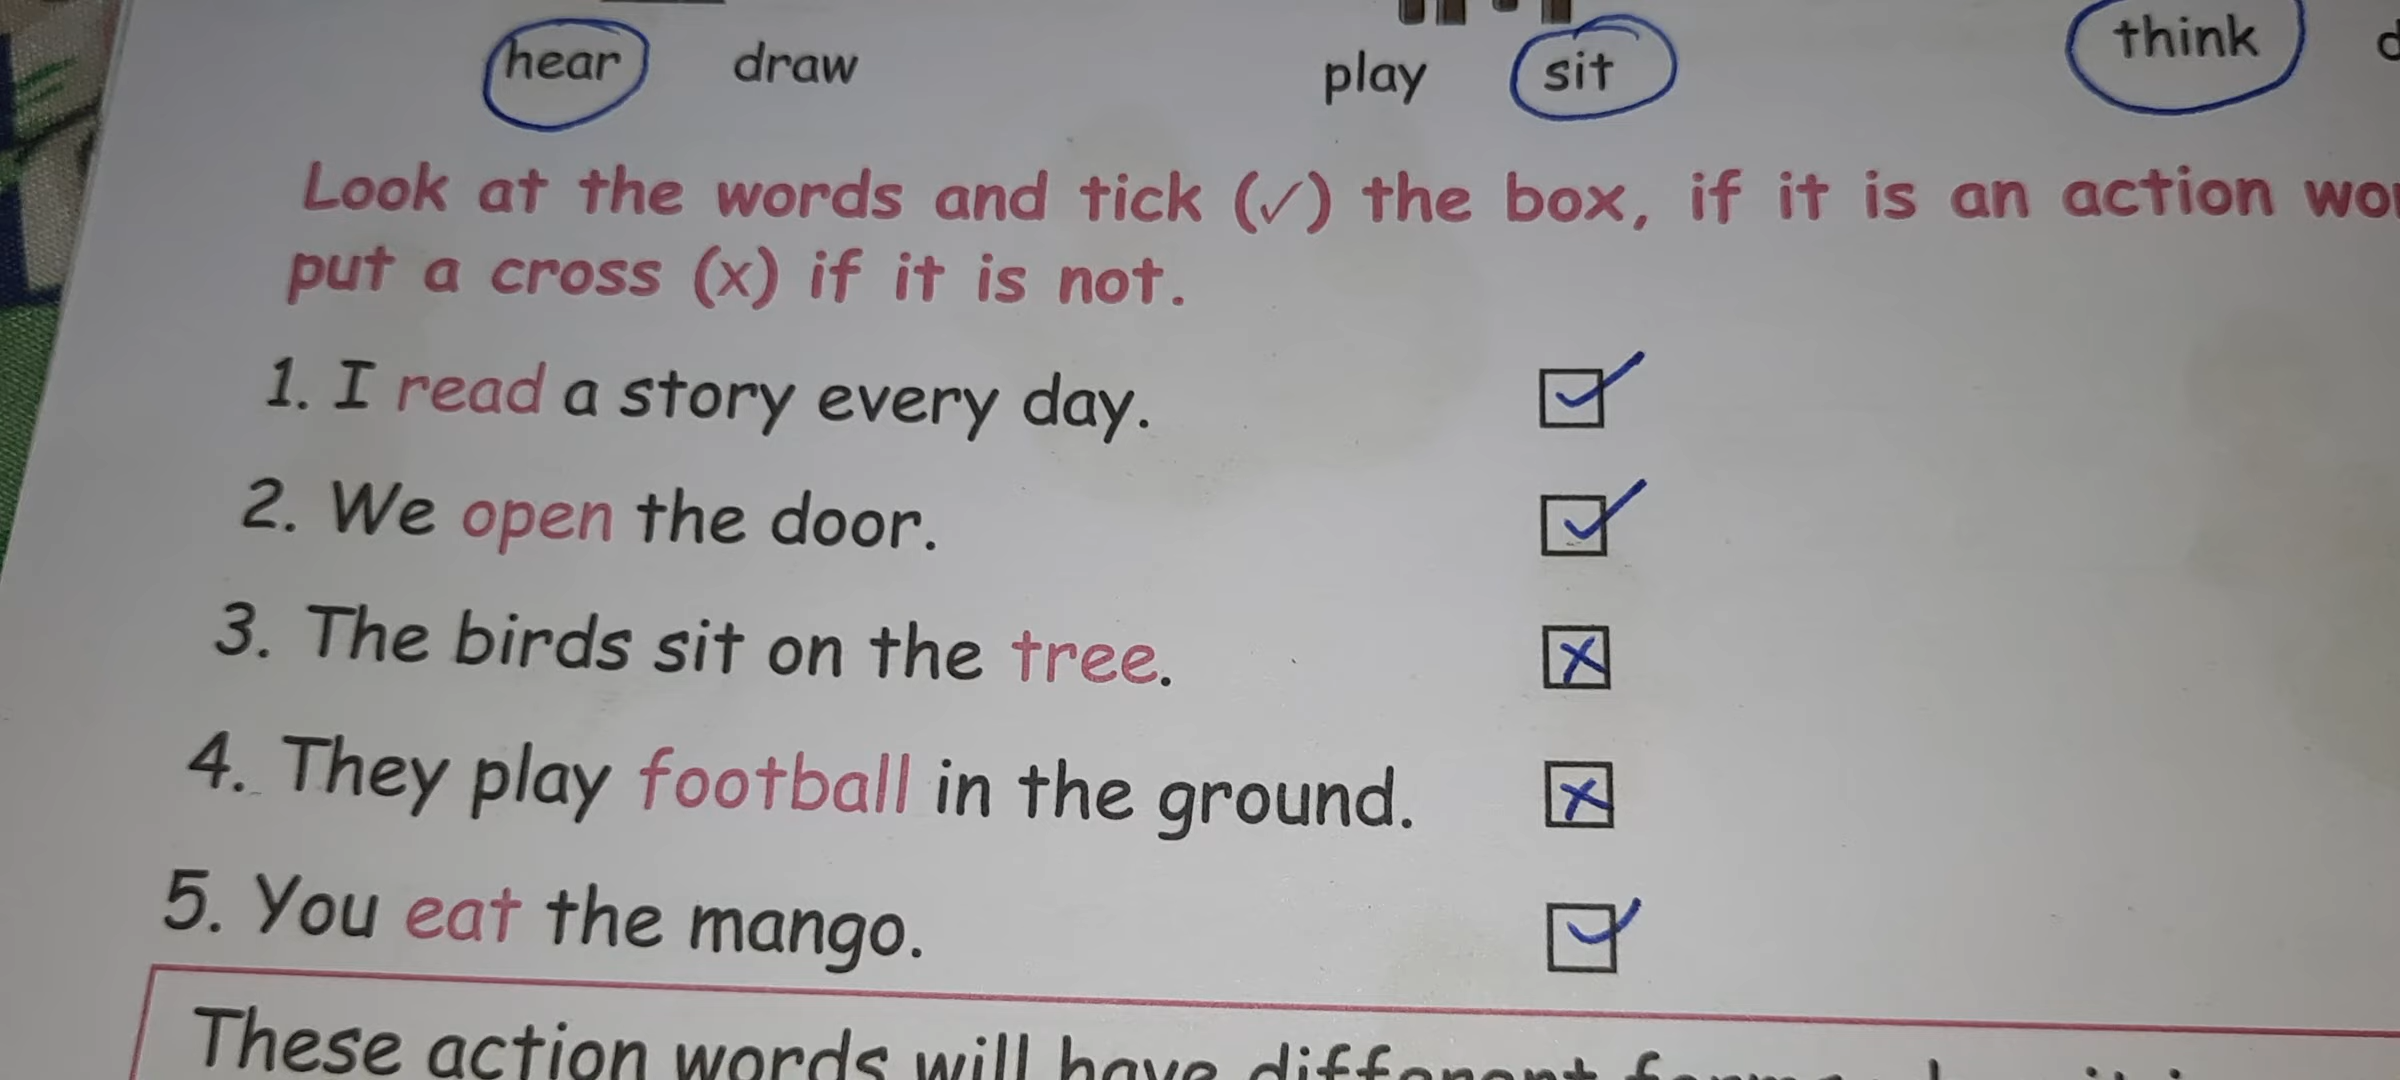 hear draw play sit think
Look at the words and tick (✓) the box, if it is an action
put a cross (x) if it is not.
1. I read a story every day. ✓
2. We open the door. ✓
3. The birds sit on the tree. x
4. They play football in the ground. x
5. You eat the mango. ✓
These action words will have different